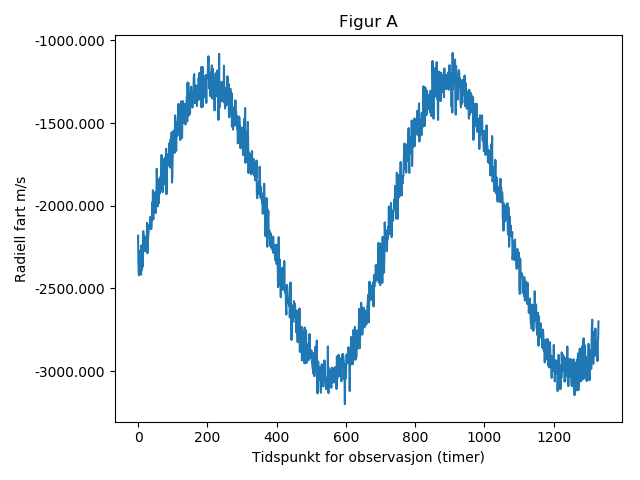 Figur A
-1000.000
-1500.000
-2000.000
-2500.000
-3000.000
Radiell fart m/s
0 200 400 600 800 1000 1200
Tidspunkt for observasjon (timer)